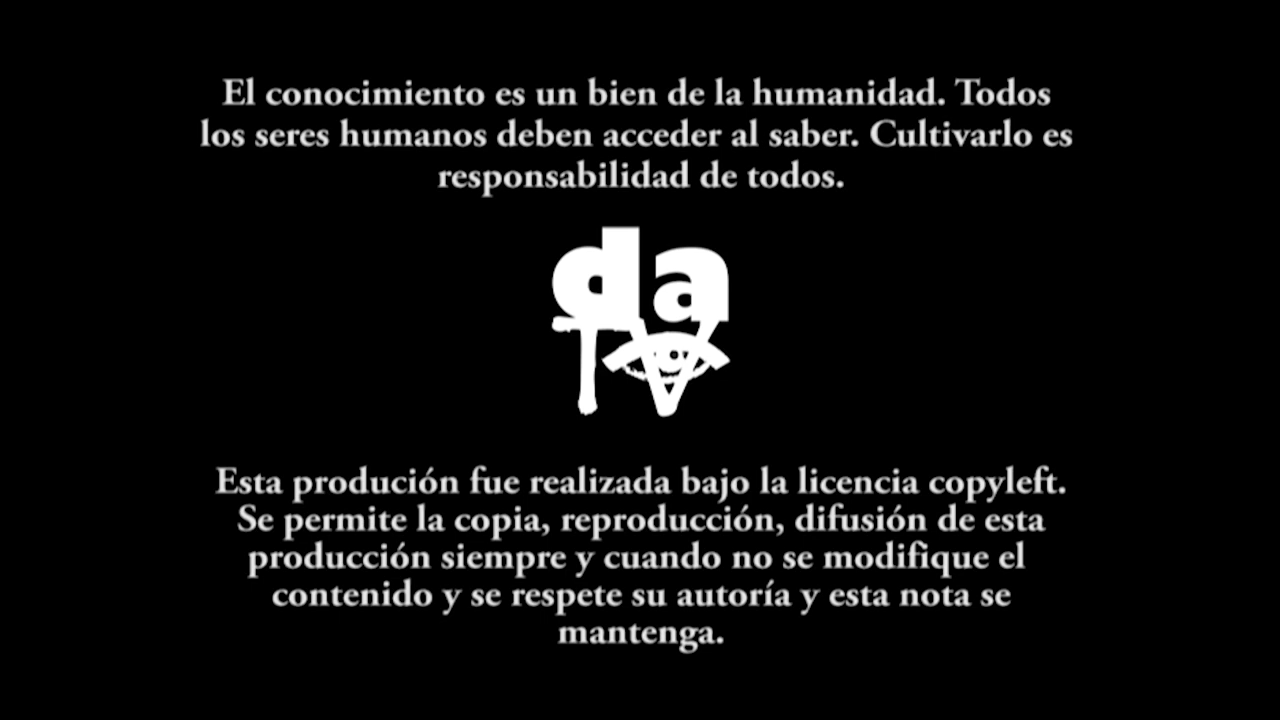 El conocimiento es un bien de la humanidad. Todos
los seres humanos deben acceder al saber. Cultivarlo es
responsabilidad de todos.
da
TV
Esta produción fue realizada bajo la licencia copyleft.
Se permite la copia, reproducción, difusión de esta
producción siempre y cuando no se modifique el
contenido y se respete su autoría y esta nota se
mantenga.